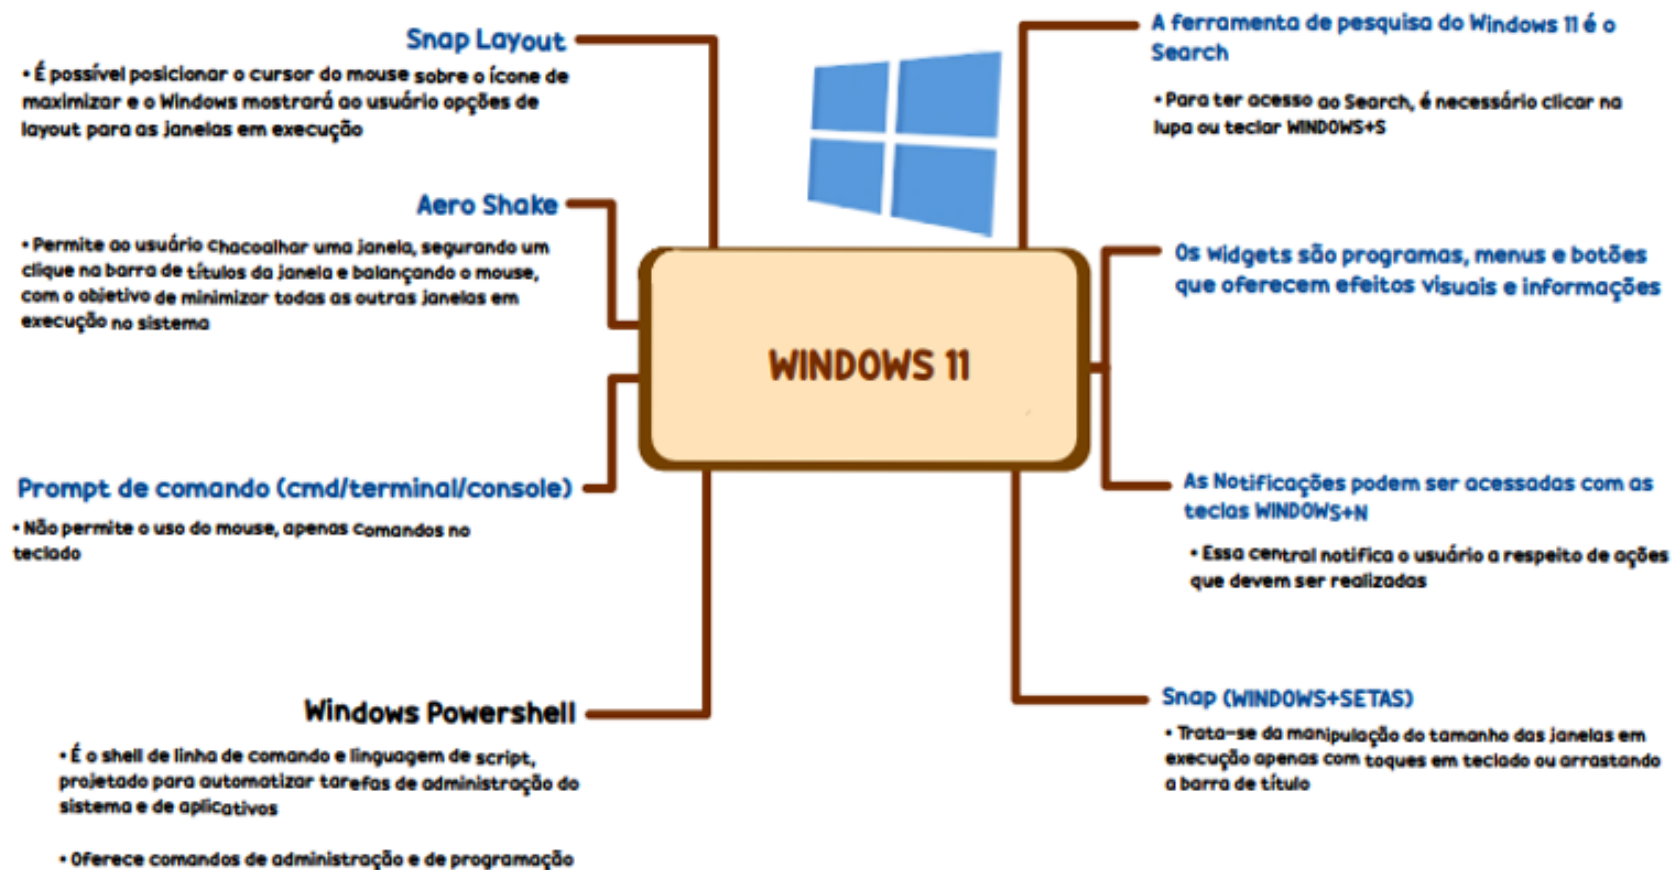 Snap Layout
• É possível posicionar o cursor do mouse sobre o ícone de
maximizar e o Windows mostrará ao usuário opções de
layout para as janelas em execução
Aero Shake
• Permite ao usuário chacoalhar uma janela, segurando um
clique na barra de títulos da janela e balançando o mouse,
com o objetivo de minimizar todas as outras janelas em
execução no sistema
Prompt de comando (cmd/terminal/console)
• Não permite o uso do mouse, apenas comandos no
teclado
Windows Powershell
• É o shell de linha de comando e linguagem de script,
projetado para automatizar tarefas de administração do
sistema e de aplicativos
• Oferece comandos de administração e de programação
WINDOWS 11
A ferramenta de pesquisa do Windows 11 é o
Search
• Para ter acesso ao Search, é necessário clicar na
lupa ou teclar WINDOWS+S
Os Widgets são programas, menus e botões
que oferecem efeitos visuais e informações
As Notificações podem ser acessadas com as
teclas WINDOWS+N
• Essa central notifica o usuário a respeito de ações
que devem ser realizadas
Snap (WINDOWS+SETAS)
• Trata-se da manipulação do tamanho das janelas em
execução apenas com toques em teclado ou arrastando
a barra de título